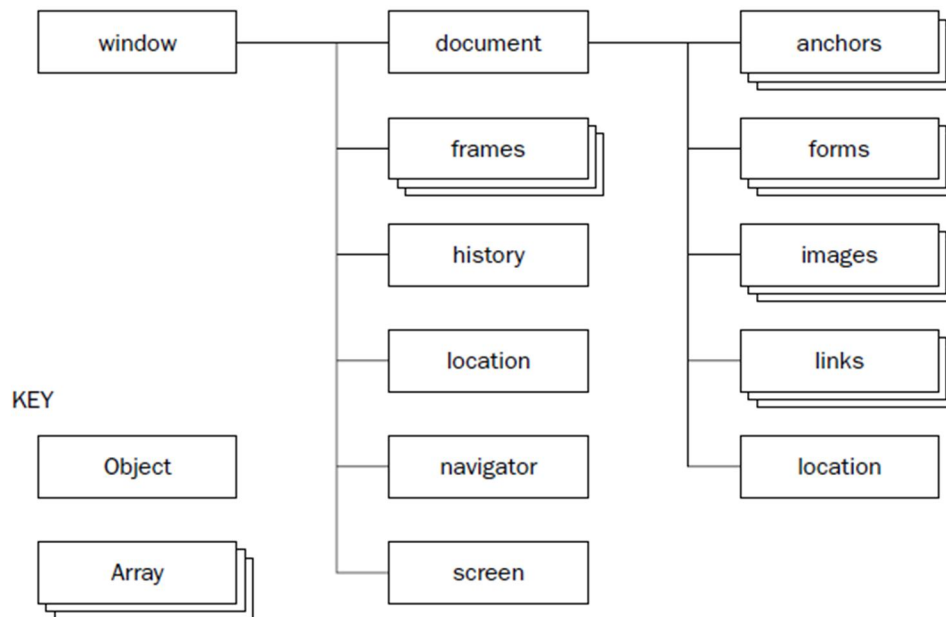 window
document
anchors
frames
forms
history
images
location
links
KEY
Object
navigator
location
Array
screen